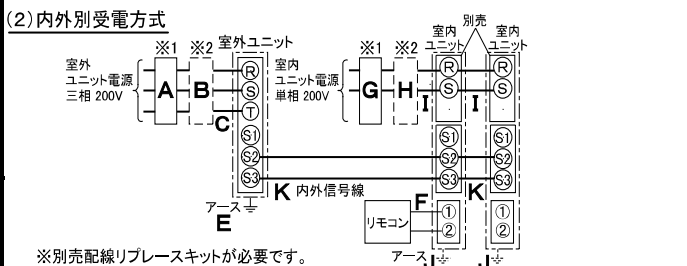 (2)内外別受電方式
別売
※1 ※2 室外ユニット ※1 ※2 室内ユニット 室内ユニット
室外ユニット電源 三相 200V
A B C
R
S
T
S1
S2
S3
室内ユニット電源 単相 200V
G H I I
R R
S S
S1 S1
S2 S2
S3 S3
K 内外信号線 K
アース E
リモコン F
① ①
② ②
アース J J
※別売配線リプレースキットが必要です。